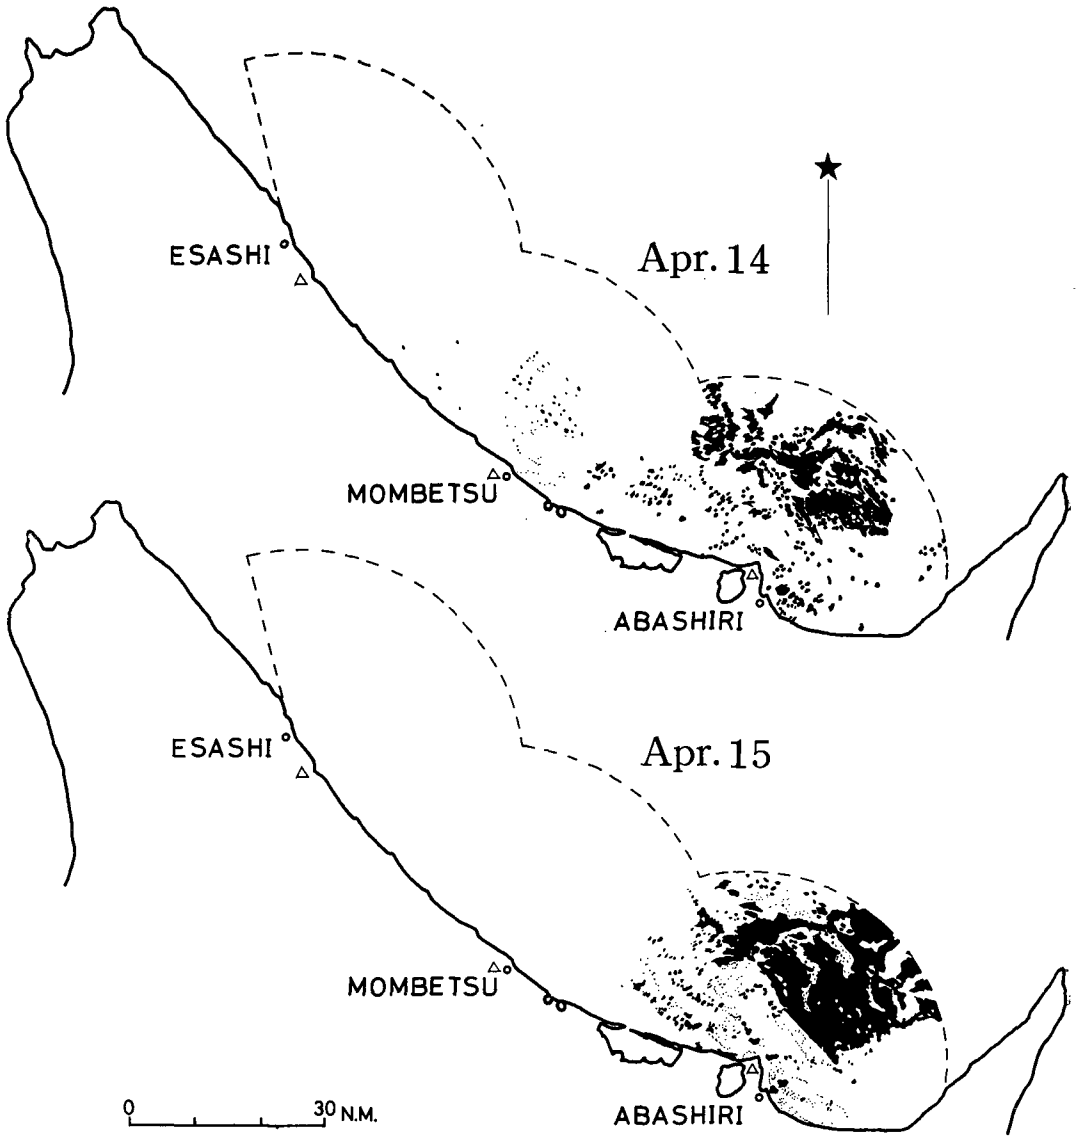 Apr. 14
ESASHI
MOMBETSU
ABASHIRI
Apr. 15
ESASHI
MOMBETSU
ABASHIRI
0 30 N.M.